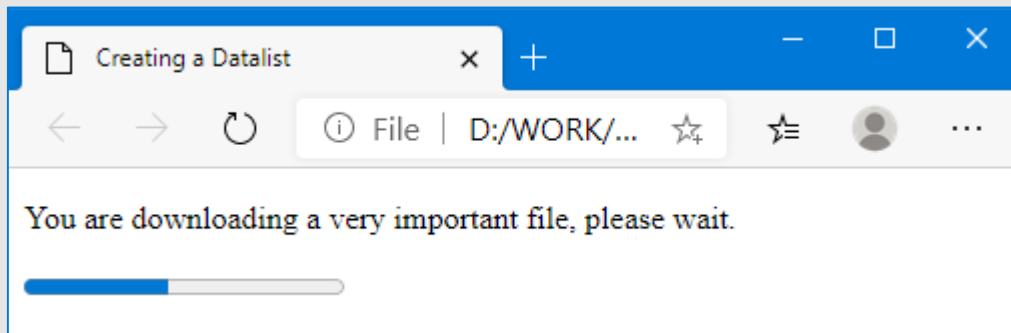 Creating a Datalist
File | D:/WORK/...
You are downloading a very important file, please wait.